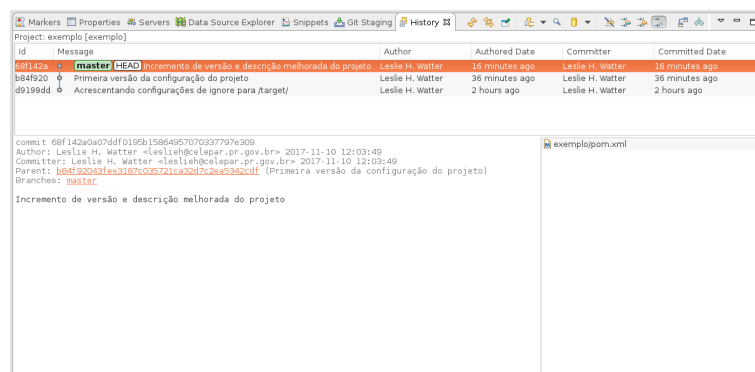 Markers Properties Servers Data Source Explorer Snippets Git Staging History
Project: exemplo [exemplo]
Id Message Author Authored Date Committer Committed Date
68f142a master HEAD Incremento de versão e descrição melhorada do projeto Leslie H. Watter 16 minutes ago Leslie H. Watter 16 minutes ago
b84f920 Primeira versão da configuração do projeto Leslie H. Watter 36 minutes ago Leslie H. Watter 36 minutes ago
d9199dd Acrescentando configurações de ignore para /target/ Leslie H. Watter 2 hours ago Leslie H. Watter 2 hours ago
commit 68f142a0a07ddf0195b15864957070337797e309
Author: Leslie H. Watter <leslieh@celepar.pr.gov.br> 2017-11-10 12:03:49
Committer: Leslie H. Watter <leslieh@celepar.pr.gov.br> 2017-11-10 12:03:49
Parent: b84f92043fee3187c035721ca32d7c2ea5342cdf (Primeira versão da configuração do projeto)
Branches: master
Incremento de versão e descrição melhorada do projeto
exemplo/pom.xml